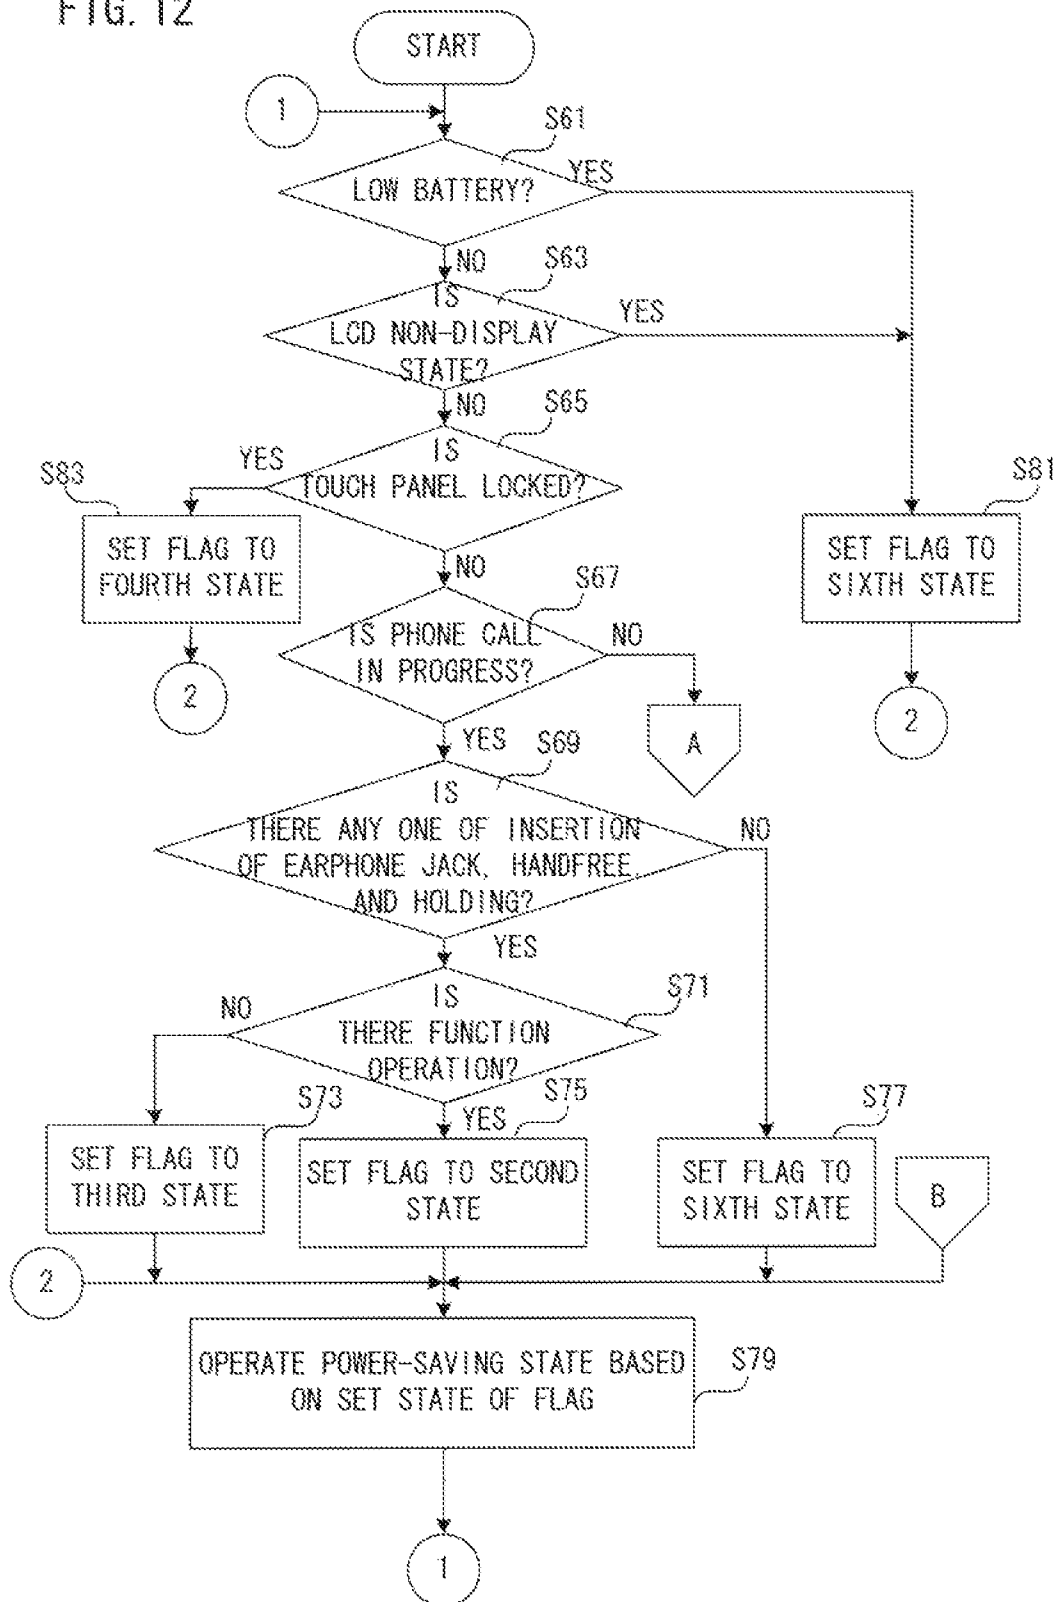 FIG. 12
START
1
S61
LOW BATTERY?
YES
NO
S63
IS
LCD NON-DISPLAY
STATE?
YES
NO
S65
IS
TOUCH PANEL LOCKED?
YES
S83
SET FLAG TO
FOURTH STATE
2
S81
SET FLAG TO
SIXTH STATE
2
NO
S67
IS PHONE CALL
IN PROGRESS?
NO
A
YES
S69
IS
THERE ANY ONE OF INSERTION
OF EARPHONE JACK, HANDFREE,
AND HOLDING?
NO
YES
S71
IS
THERE FUNCTION
OPERATION?
NO
YES
S73
SET FLAG TO
THIRD STATE
S75
SET FLAG TO SECOND
STATE
S77
SET FLAG TO
SIXTH STATE
B
2
OPERATE POWER-SAVING STATE BASED
ON SET STATE OF FLAG
S79
1